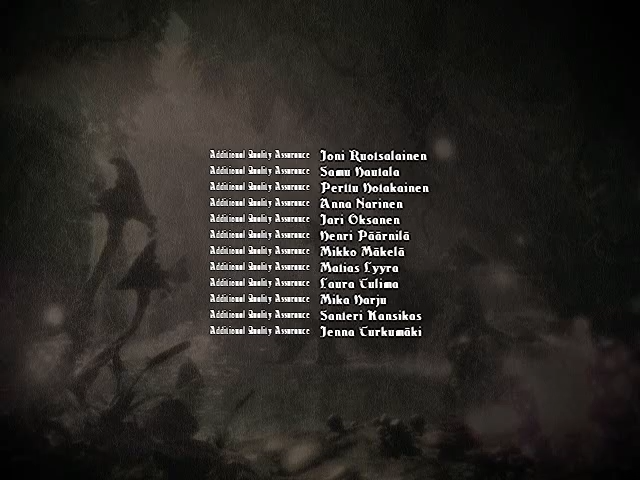 Additional Quality Assurance Joni Ruotsalainen
Additional Quality Assurance Samu Hautala
Additional Quality Assurance Perttu Hotakainen
Additional Quality Assurance Anna Narinen
Additional Quality Assurance Jari Oksanen
Additional Quality Assurance Henri Päärnilä
Additional Quality Assurance Mikko Mäkelä
Additional Quality Assurance Matias Lyyra
Additional Quality Assurance Laura Tulima
Additional Quality Assurance Mika Harju
Additional Quality Assurance Santeri Kansikas
Additional Quality Assurance Jenna Turkumäki